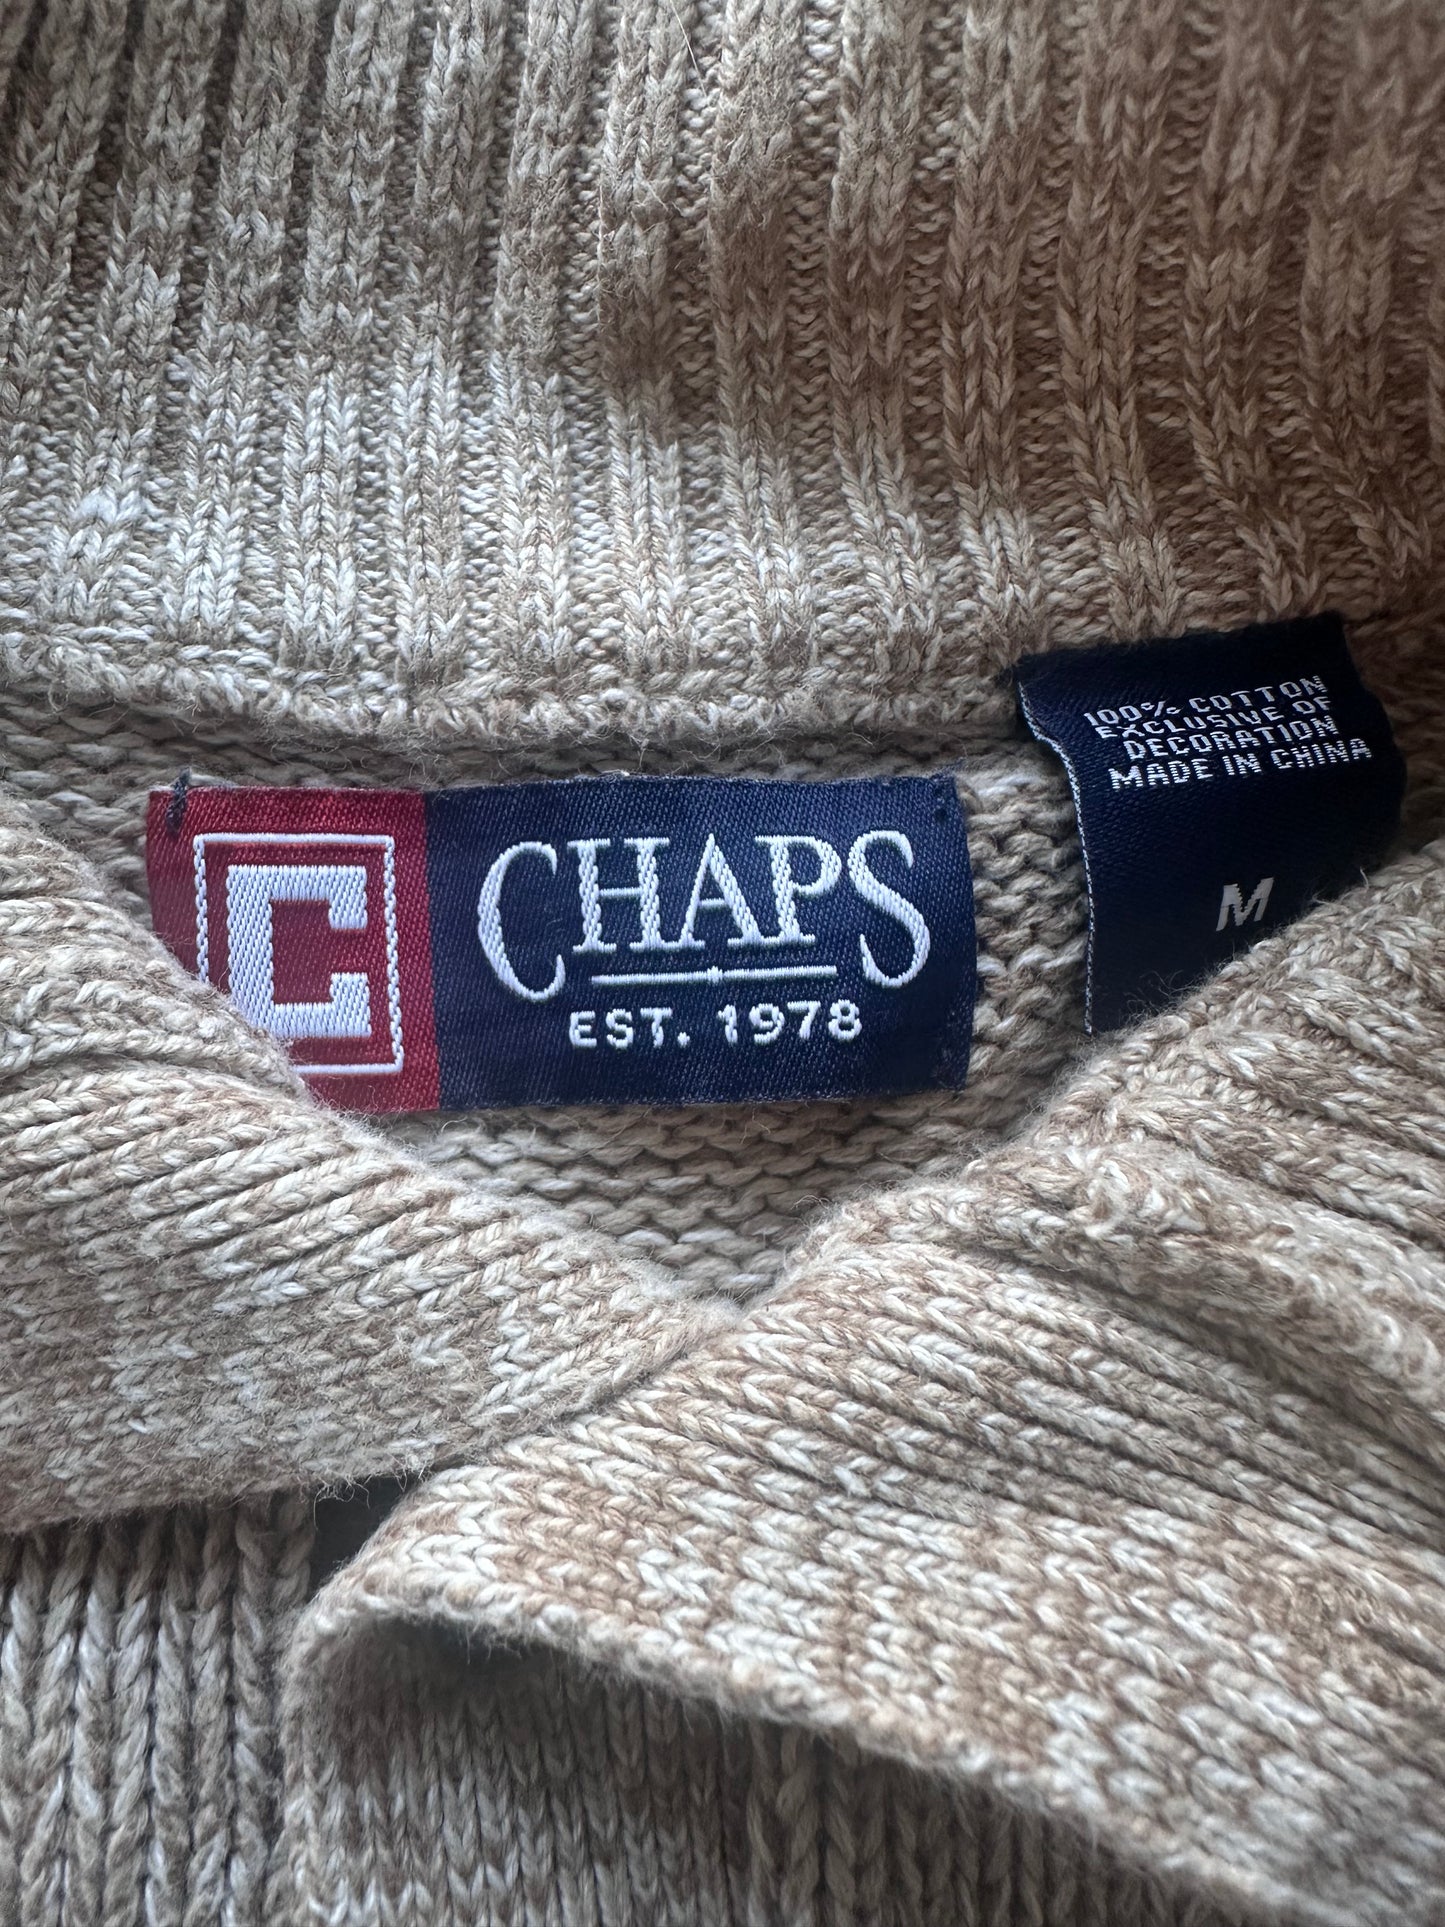 C
CHAPS
EST. 1978
100% COTTON
EXCLUSIVE OF
DECORATION
MADE IN CHINA
M